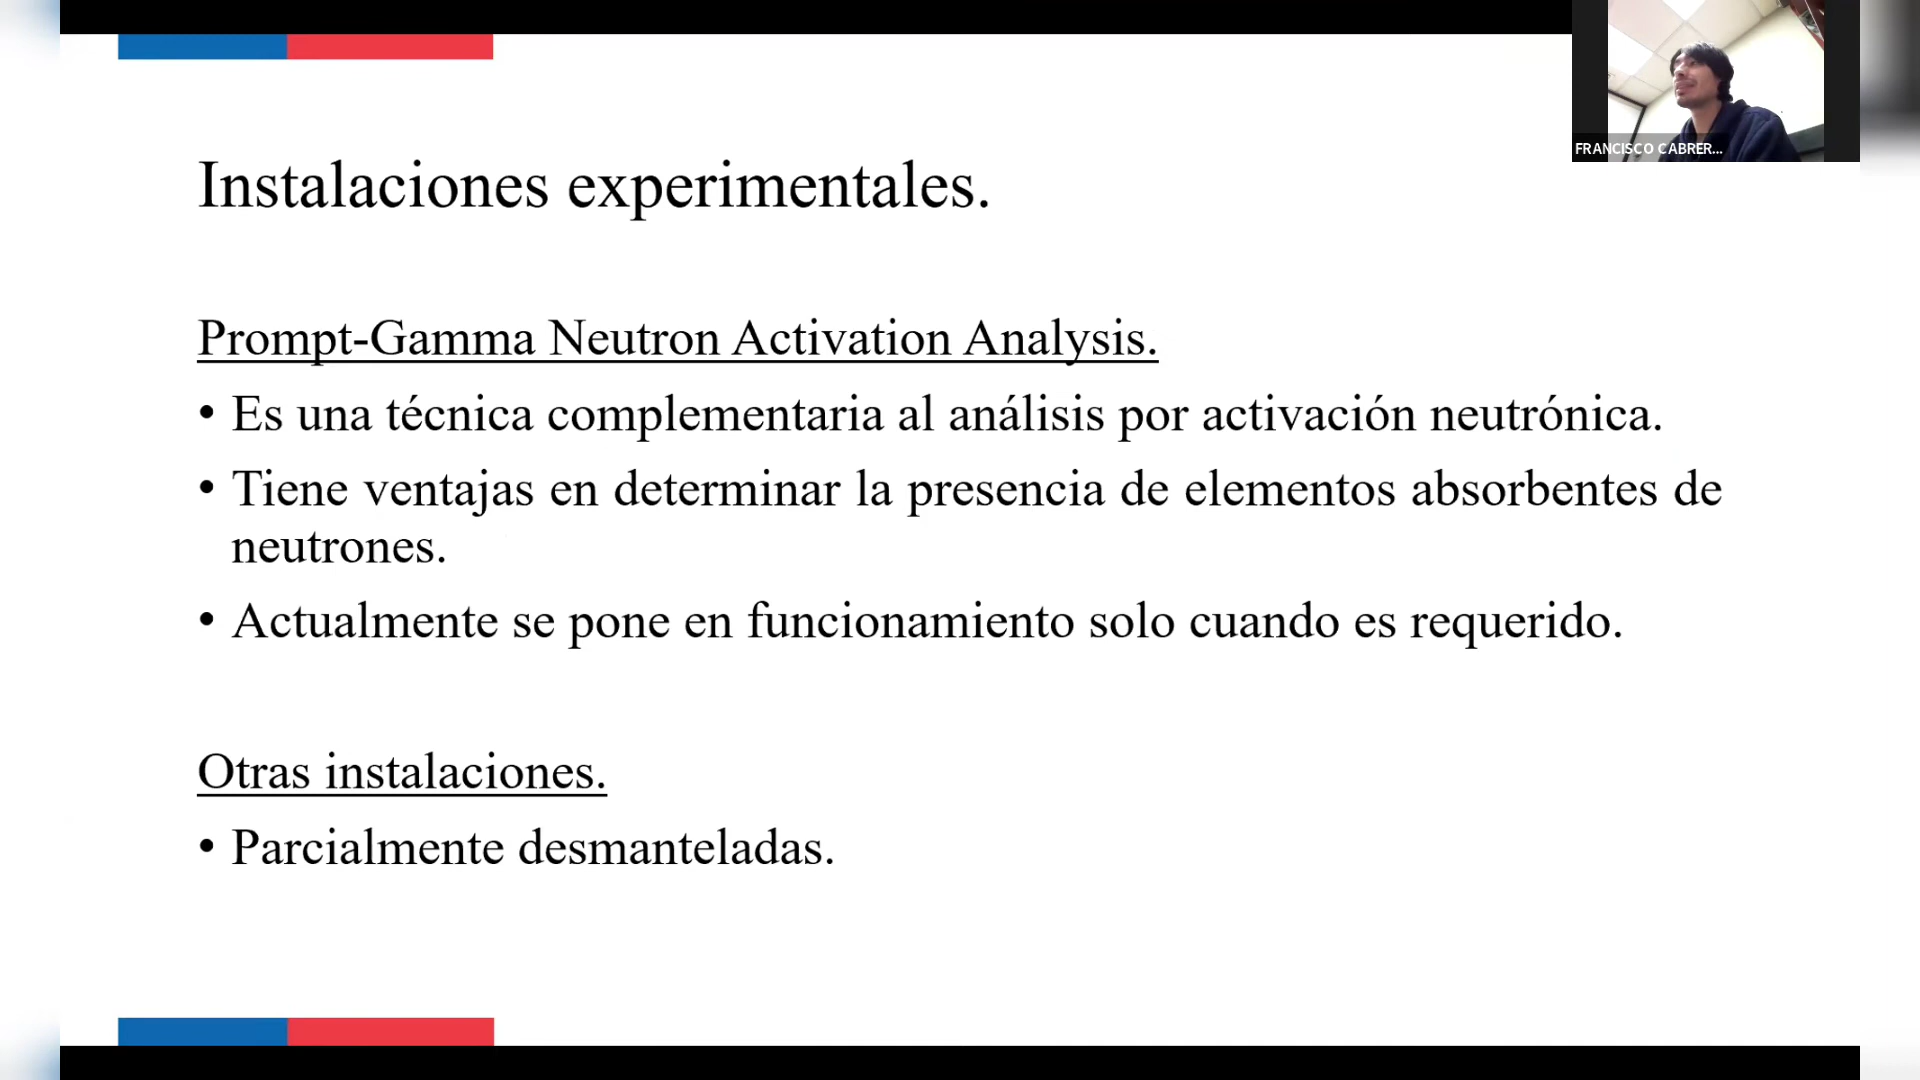 FRANCISCO CABRER...
Instalaciones experimentales.
Prompt-Gamma Neutron Activation Analysis.
• Es una técnica complementaria al análisis por activación neutrónica.
• Tiene ventajas en determinar la presencia de elementos absorbentes de
neutrones.
• Actualmente se pone en funcionamiento solo cuando es requerido.
Otras instalaciones.
• Parcialmente desmanteladas.